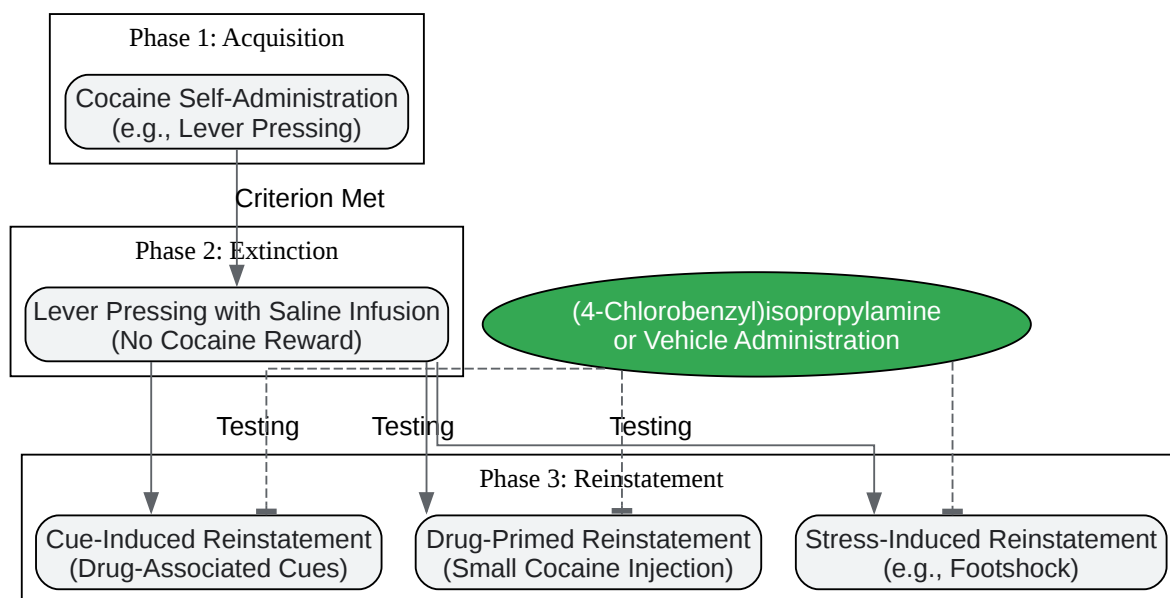 Phase 1: Acquisition
Cocaine Self-Administration
(e.g., Lever Pressing)
Criterion Met
Phase 2: Extinction
Lever Pressing with Saline Infusion
(No Cocaine Reward)
(4-Chlorobenzyl)isopropylamine
or Vehicle Administration
Testing
Testing
Testing
Phase 3: Reinstatement
Cue-Induced Reinstatement
(Drug-Associated Cues)
Drug-Primed Reinstatement
(Small Cocaine Injection)
Stress-Induced Reinstatement
(e.g., Footshock)